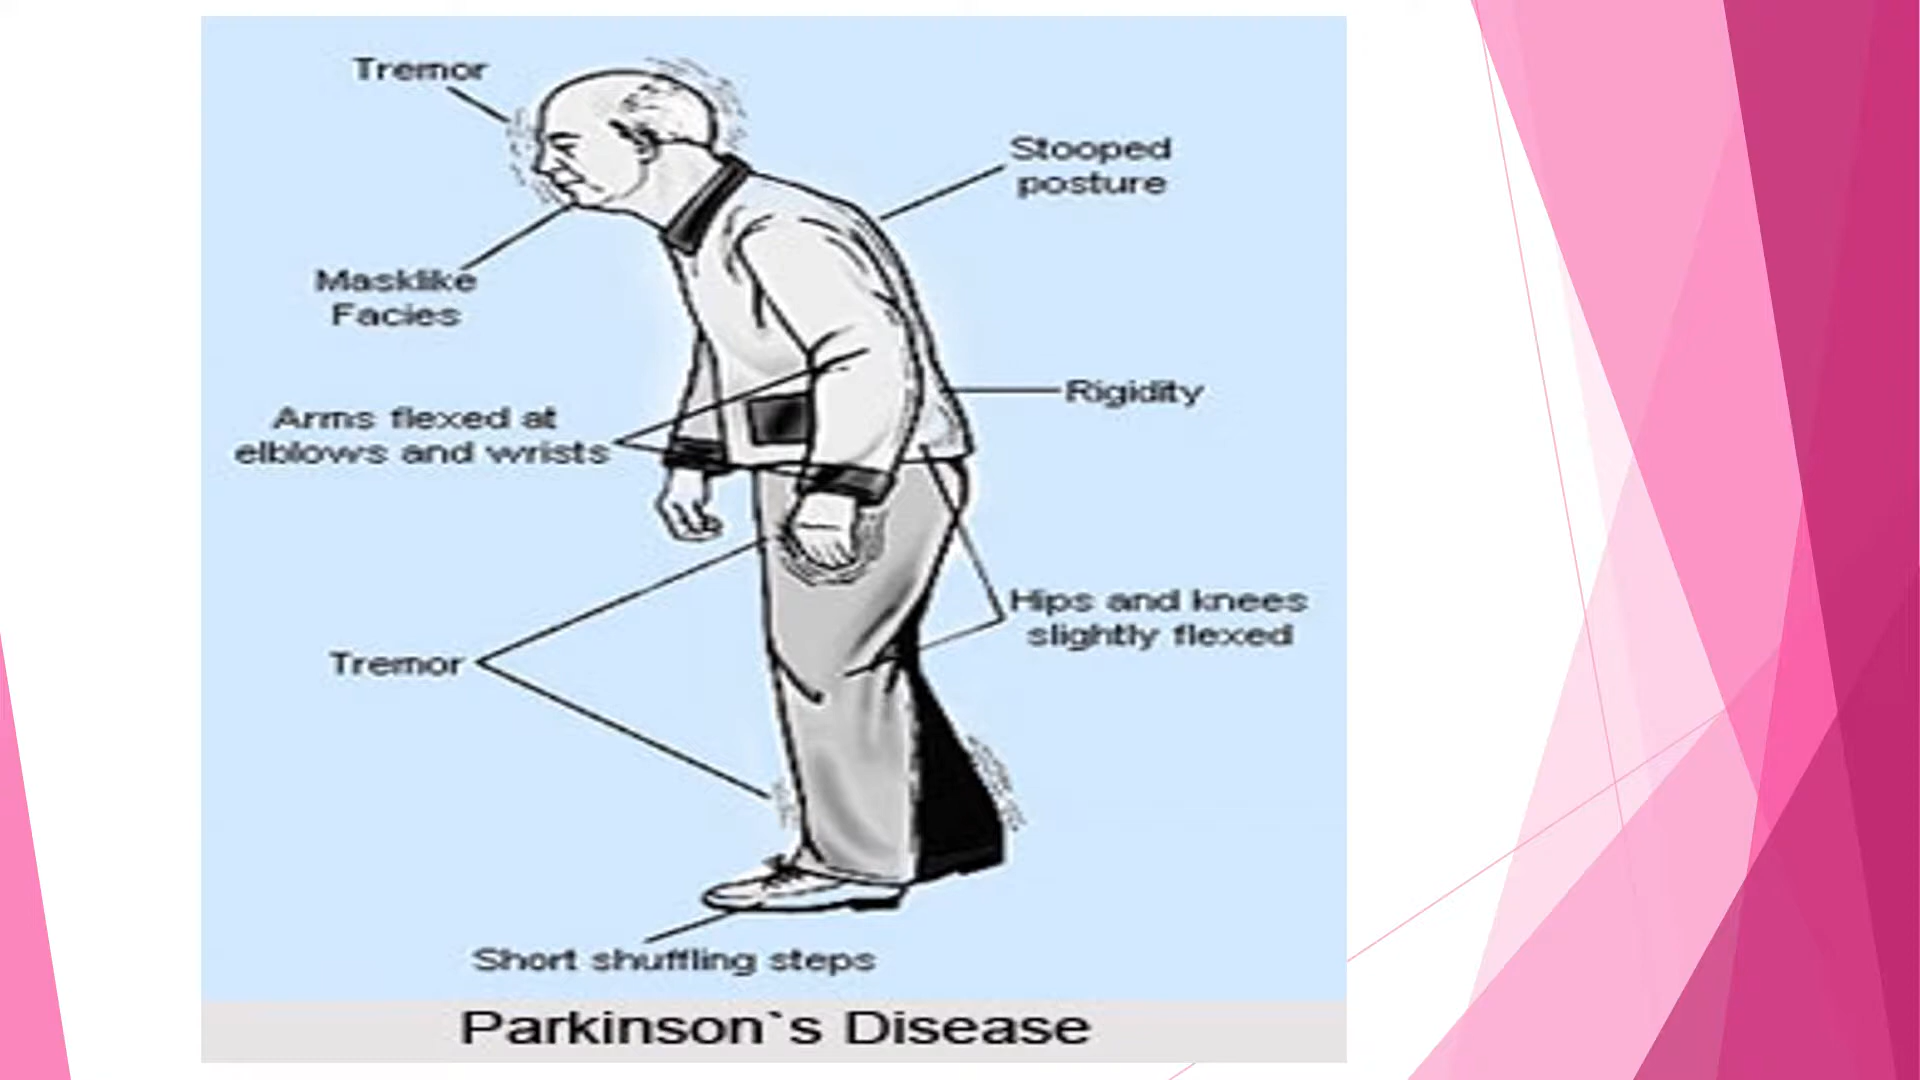 Tremor
Stooped
posture
Masklike
Facies
Rigidity
Arms flexed at
elblows and wrists
Hips and knees
slightly flexed
Tremor
Short shuffling steps
Parkinson`s Disease